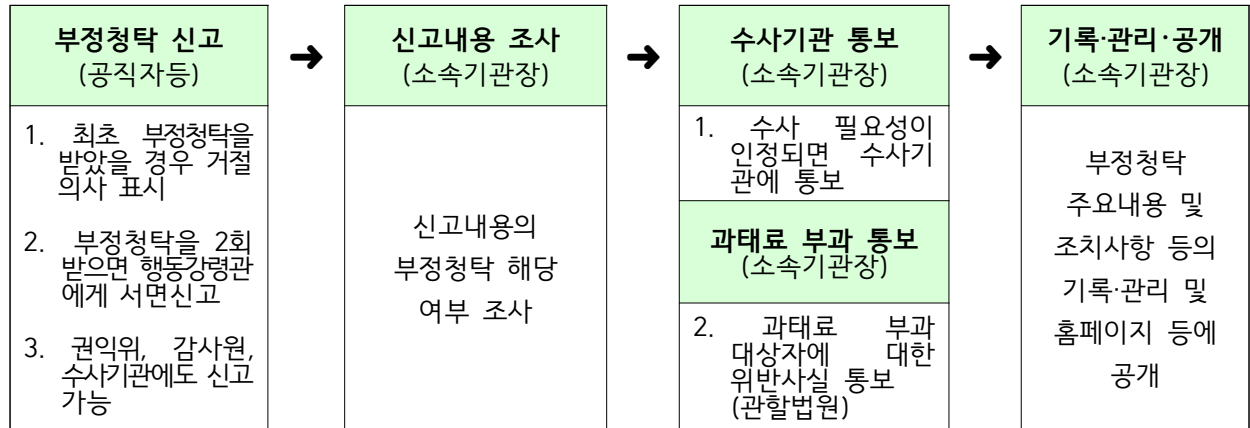 부정청탁 신고
(공직자등)
1. 최초 부정청탁을
받았을 경우 거절
의사 표시
2. 부정청탁을 2회
받으면 행동강령관
에게 서면신고
3. 권익위, 감사원,
수사기관에도 신고
가능
➜
신고내용 조사
(소속기관장)
신고내용의
부정청탁 해당
여부 조사
➜
수사기관 통보
(소속기관장)
1. 수사 필요성이
인정되면 수사기
관에 통보
과태료 부과 통보
(소속기관장)
2. 과태료 부과
대상자에 대한
위반사실 통보
(관할법원)
➜
기록·관리·공개
(소속기관장)
부정청탁
주요내용 및
조치사항 등의
기록·관리 및
홈페이지 등에
공개